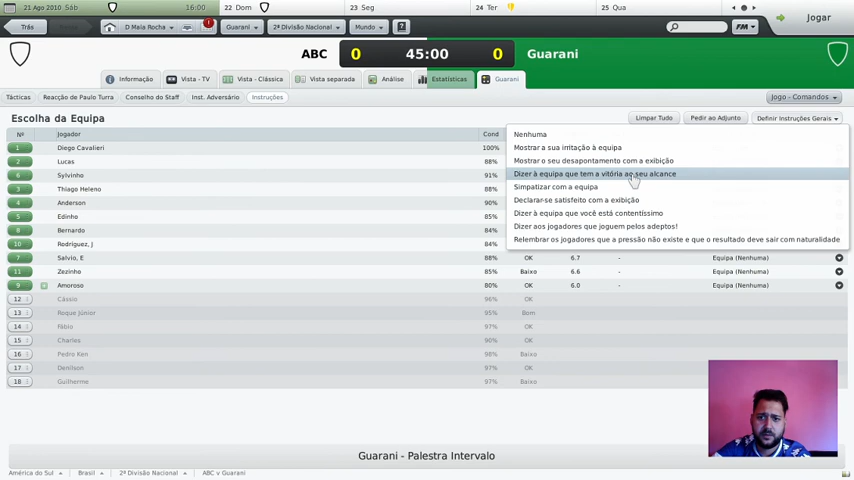 21 Ago 2010 Sáb 16:00 22 Dom 23 Seg 24 Ter 25 Qua
Trás D Maia Rocha Guarani 2ª Divisão Nacional Mundo ? FM Jogar
ABC 0 45:00 0 Guarani
Informação Vista - TV Vista - Clássica Vista separada Análise Estatísticas Guarani
Tácticas Reacção de Paulo Turra Conselho do Staff Inst. Adversário Instruções Jogo - Comandos
Escolha da Equipa Limpar Tudo Pedir ao Adjunto Definir Instruções Gerais
Nº Jogador Cond
Nenhuma
Mostrar a sua irritação à equipa
Mostrar o seu desapontamento com a exibição
Dizer à equipa que tem a vitória ao seu alcance
Simpatizar com a equipa
Declarar-se satisfeito com a exibição
Dizer à equipa que você está contentíssimo
Dizer aos jogadores que joguem pelos adeptos!
Relembrar os jogadores que a pressão não existe e que o resultado deve sair com naturalidade
1 Diego Cavalieri 100%
2 Lucas 88%
6 Sylvinho 91%
3 Thiago Heleno 88%
4 Anderson 90%
5 Edinho 85%
8 Bernardo 84%
10 Rodríguez, J 84%
7 Salvio, E 88% OK 6.7 - Equipa (Nenhuma)
11 Zezinho 85% Baixo 6.6 - Equipa (Nenhuma)
9 Amoroso 80% OK 6.0 - Equipa (Nenhuma)
12 Cássio 96% OK
13 Roque Júnior 95% Bom
14 Fábio 97% OK
15 Charles 96% OK
16 Pedro Ken 98% Baixo
17 Denilson 97% OK
18 Guilherme 97% Baixo
Guarani - Palestra Intervalo
América do Sul Brasil 2ª Divisão Nacional ABC v Guarani